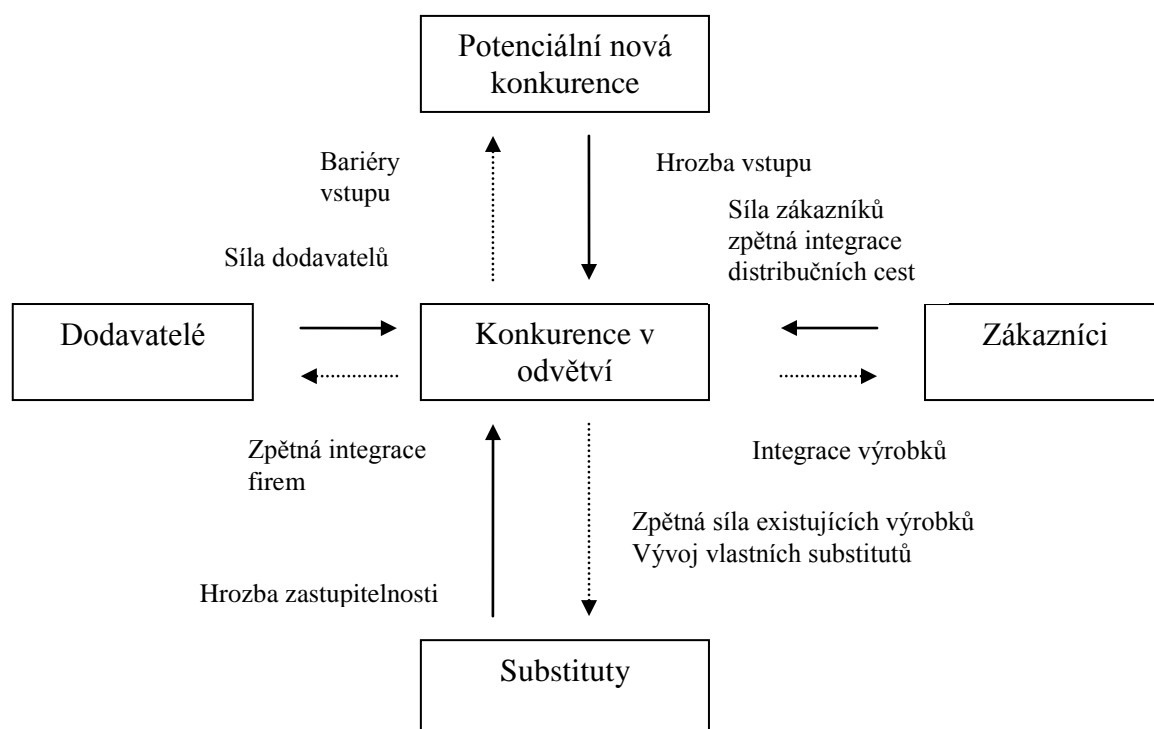 Potenciální nová
konkurence
Bariéry
vstupu
Hrozba vstupu
Síla zákazníků
zpětná integrace
distribučních cest
Síla dodavatelů
Dodavatelé
Konkurence v
odvětví
Zákazníci
Zpětná integrace
firem
Integrace výrobků
Zpětná síla existujících výrobků
Vývoj vlastních substitutů
Hrozba zastupitelnosti
Substituty